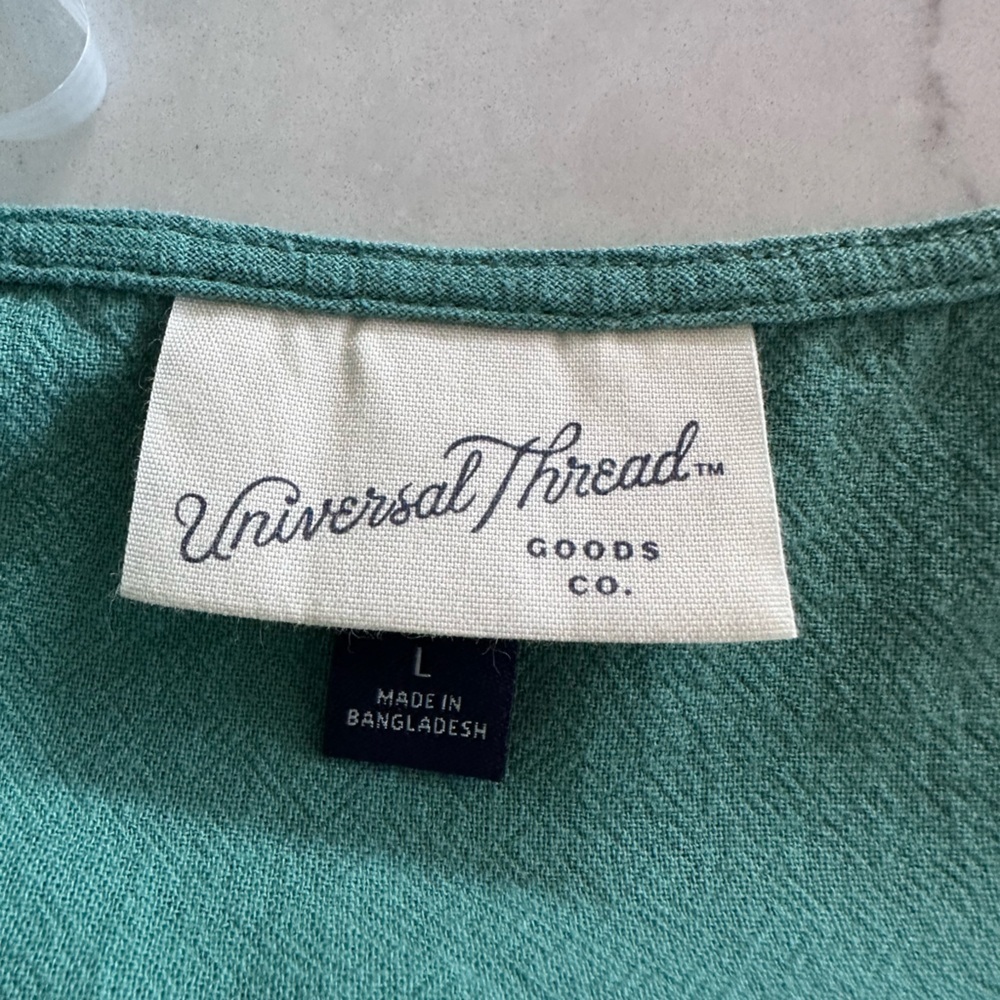 Universal Thread™
GOODS
CO.
L
MADE IN
BANGLADESH